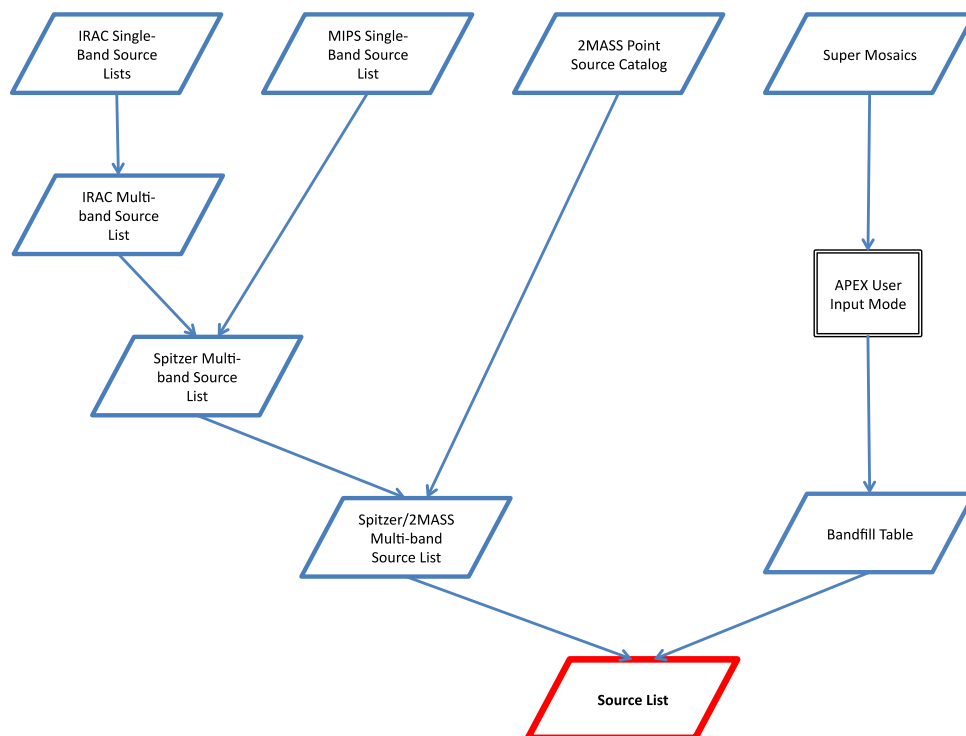 IRAC Single-
Band Source
Lists
MIPS Single-
Band Source
List
2MASS Point
Source Catalog
Super Mosaics
IRAC Multi-
band Source
List
APEX User
Input Mode
Spitzer Multi-
band Source
List
Spitzer/2MASS
Multi-band
Source List
Bandfill Table
Source List